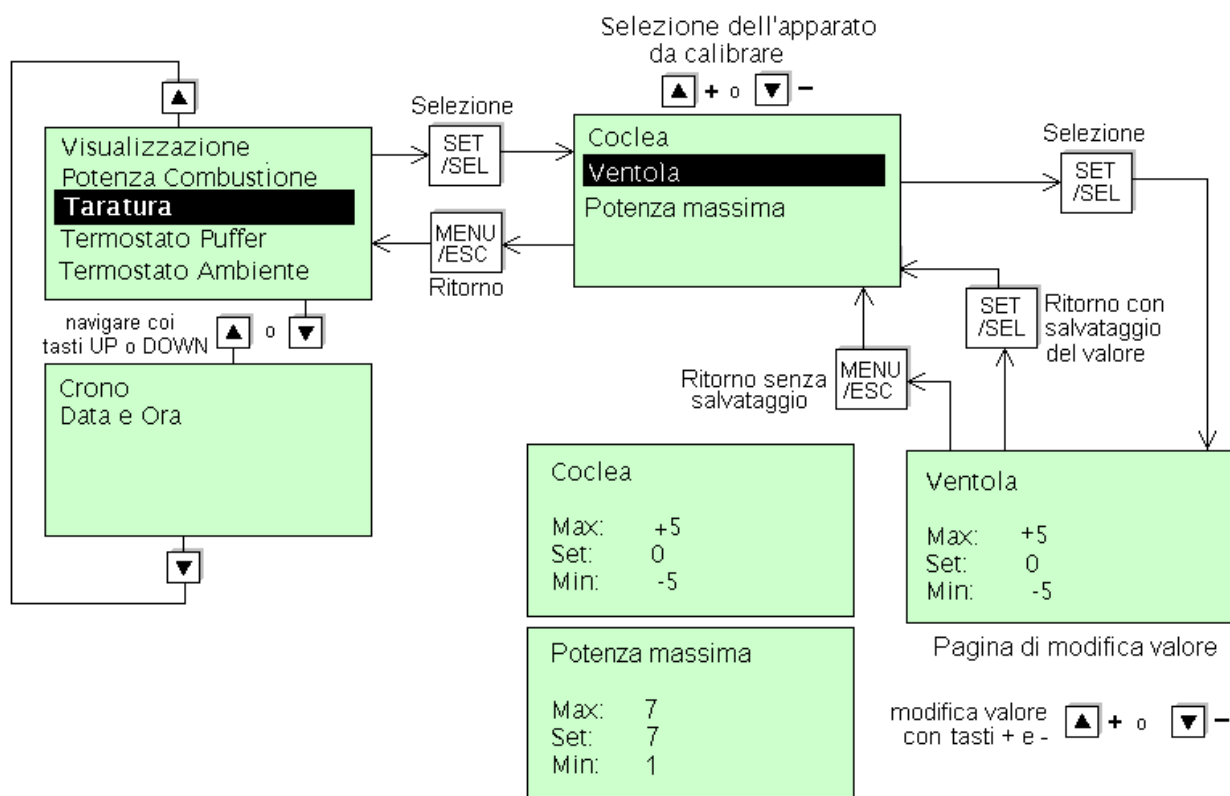 Selezione dell'apparato
da calibrare
▲ + o ▼ −
▲
Visualizzazione
Potenza Combustione
Taratura
Termostato Puffer
Termostato Ambiente
Selezione
SET
/SEL
MENU
/ESC
Ritorno
Coclea
Ventola
Potenza massima
Selezione
SET
/SEL
navigare coi
tasti UP o DOWN
▲ o ▼
Crono
Data e Ora
▼
SET
/SEL
Ritorno con
salvataggio
del valore
Ritorno senza
salvataggio
MENU
/ESC
Coclea
Max: +5
Set: 0
Min: -5
Potenza massima
Max: 7
Set: 7
Min: 1
Ventola
Max: +5
Set: 0
Min: -5
Pagina di modifica valore
modifica valore
con tasti + e -
▲ + o ▼ −